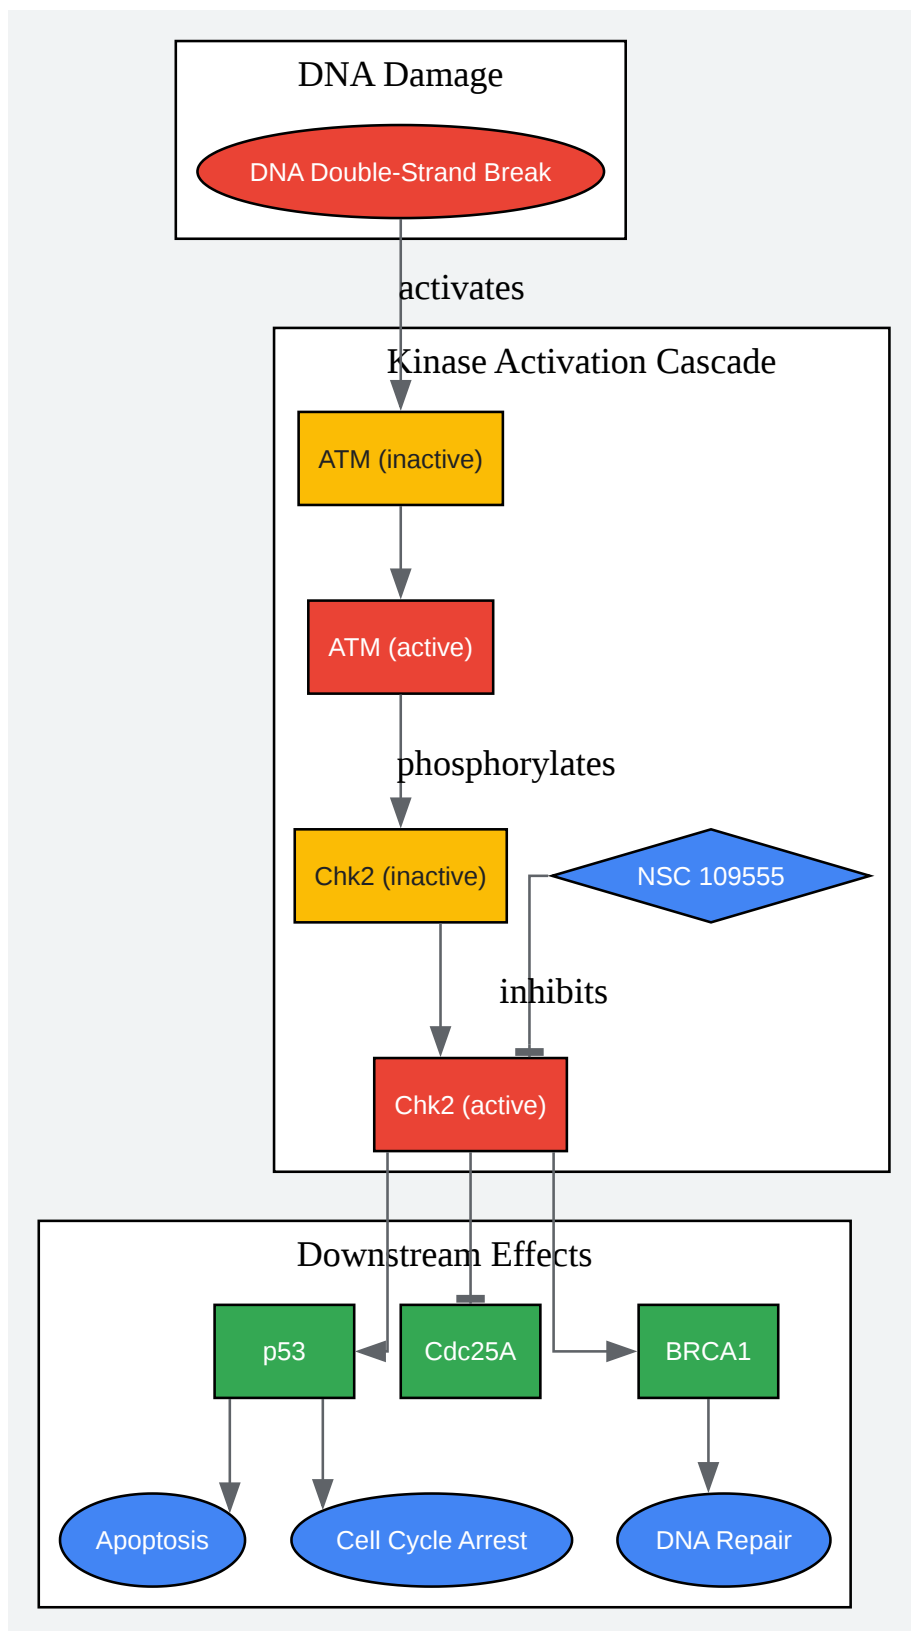 DNA Damage
DNA Double-Strand Break
activates
Kinase Activation Cascade
ATM (inactive)
ATM (active)
phosphorylates
Chk2 (inactive)
NSC 109555
inhibits
Chk2 (active)
Downstream Effects
p53
Cdc25A
BRCA1
Apoptosis
Cell Cycle Arrest
DNA Repair